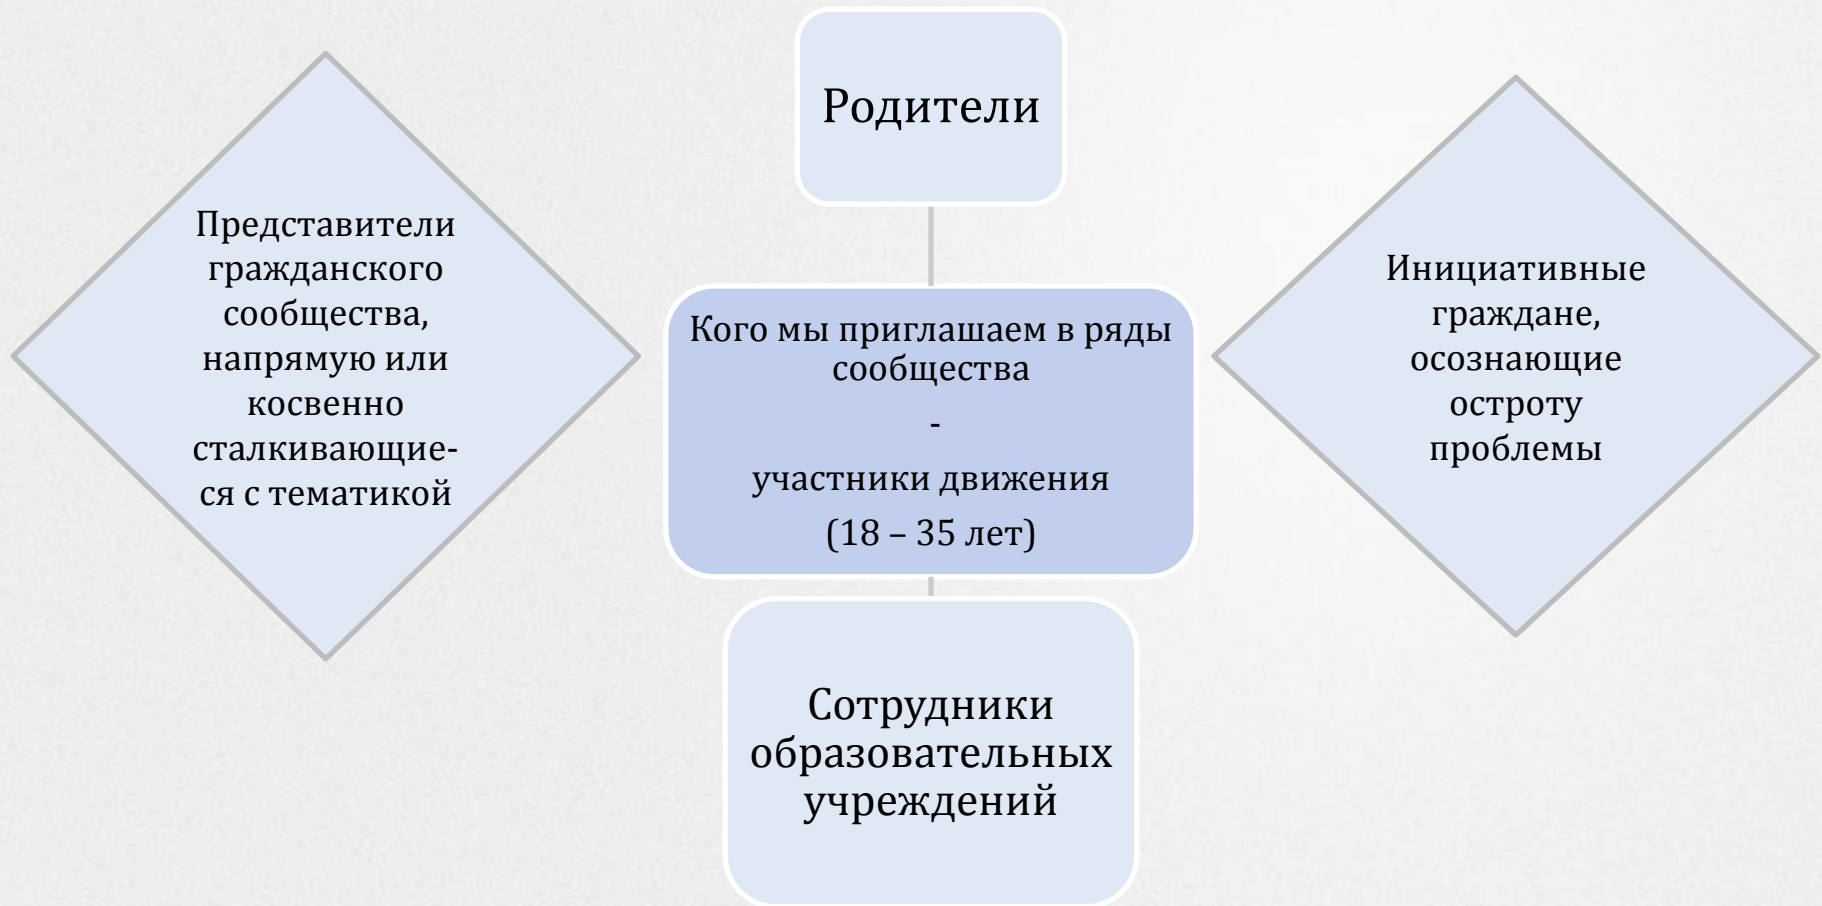 Родители
Представители
гражданского
сообщества,
напрямую или
косвенно
сталкивающие-
ся с тематикой
Кого мы приглашаем в ряды
сообщества
-
участники движения
(18 – 35 лет)
Инициативные
граждане,
осознающие
остроту
проблемы
Сотрудники
образовательных
учреждений